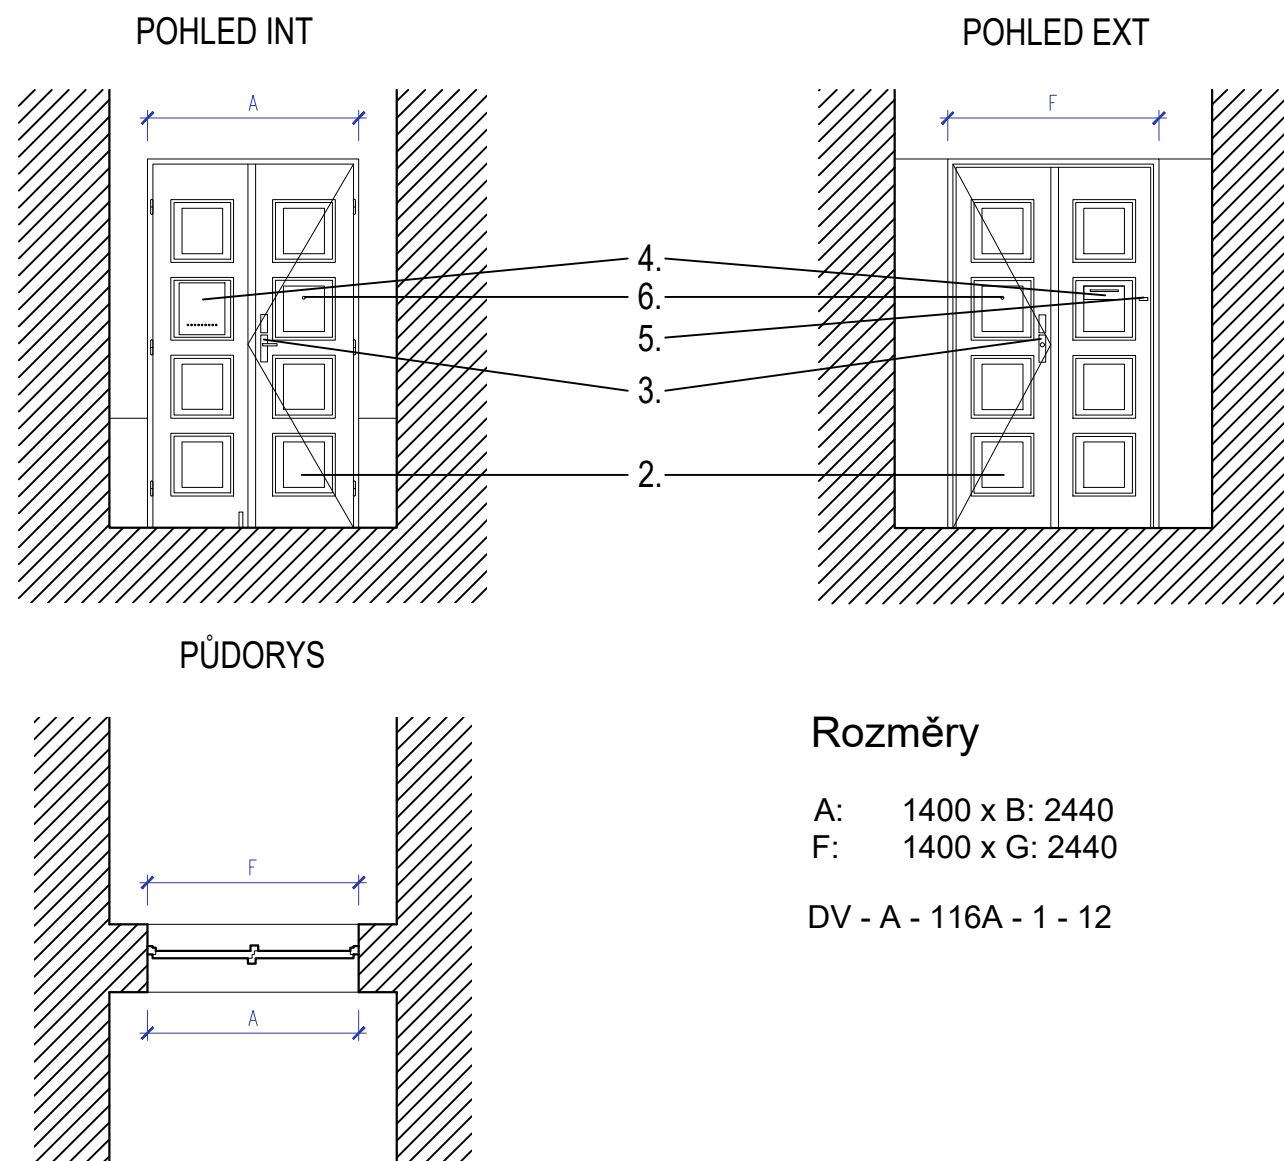 POHLED INT
POHLED EXT
A
F
4.
6.
5.
3.
2.
PŮDORYS
Rozměry
A: 1400 x B: 2440
F: 1400 x G: 2440
DV - A - 116A - 1 - 12
F
A